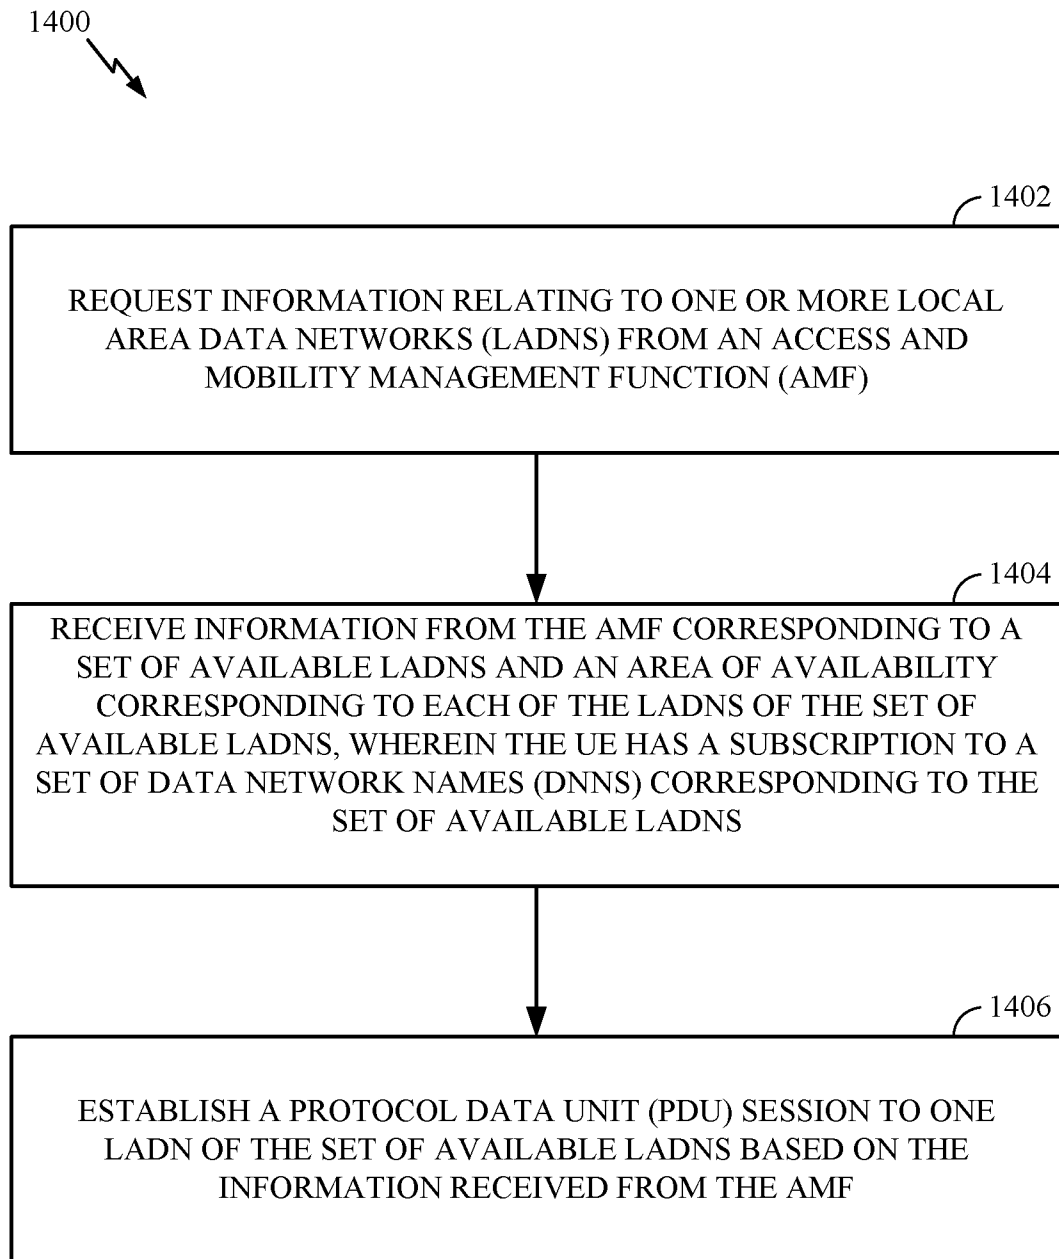 1400
1402
REQUEST INFORMATION RELATING TO ONE OR MORE LOCAL
AREA DATA NETWORKS (LADNS) FROM AN ACCESS AND
MOBILITY MANAGEMENT FUNCTION (AMF)
1404
RECEIVE INFORMATION FROM THE AMF CORRESPONDING TO A
SET OF AVAILABLE LADNS AND AN AREA OF AVAILABILITY
CORRESPONDING TO EACH OF THE LADNS OF THE SET OF
AVAILABLE LADNS, WHEREIN THE UE HAS A SUBSCRIPTION TO A
SET OF DATA NETWORK NAMES (DNNS) CORRESPONDING TO THE
SET OF AVAILABLE LADNS
1406
ESTABLISH A PROTOCOL DATA UNIT (PDU) SESSION TO ONE
LADN OF THE SET OF AVAILABLE LADNS BASED ON THE
INFORMATION RECEIVED FROM THE AMF